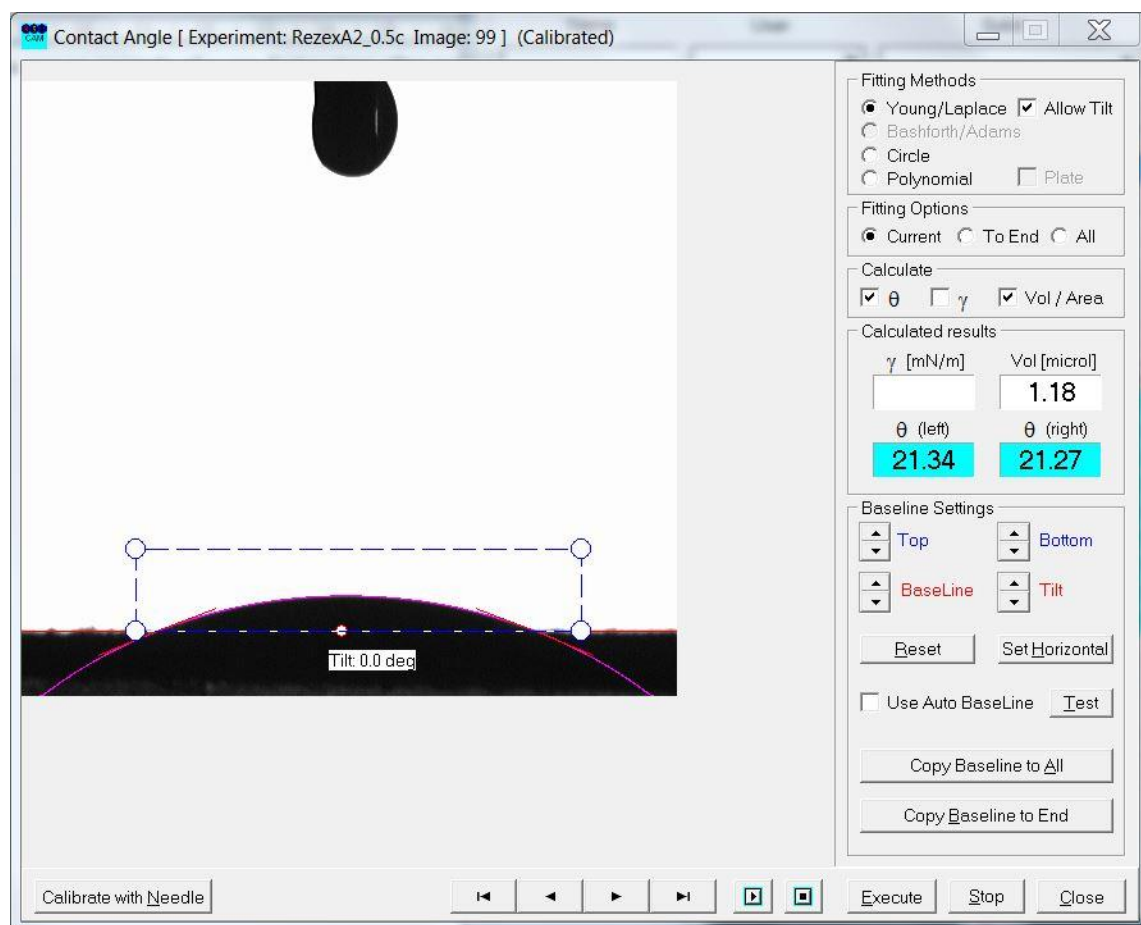 CAM Contact Angle [ Experiment: RezexA2_0.5c Image: 99 ] (Calibrated)
Fitting Methods
Young/Laplace Allow Tilt
Bashforth/Adams
Circle
Polynomial Plate
Fitting Options
Current To End All
Calculate
θ γ Vol / Area
Calculated results
γ [mN/m] Vol [microl]
1.18
θ (left) θ (right)
21.34 21.27
Baseline Settings
Top Bottom
BaseLine Tilt
Tilt: 0.0 deg
Reset Set Horizontal
Use Auto BaseLine Test
Copy Baseline to All
Copy Baseline to End
Calibrate with Needle Execute Stop Close